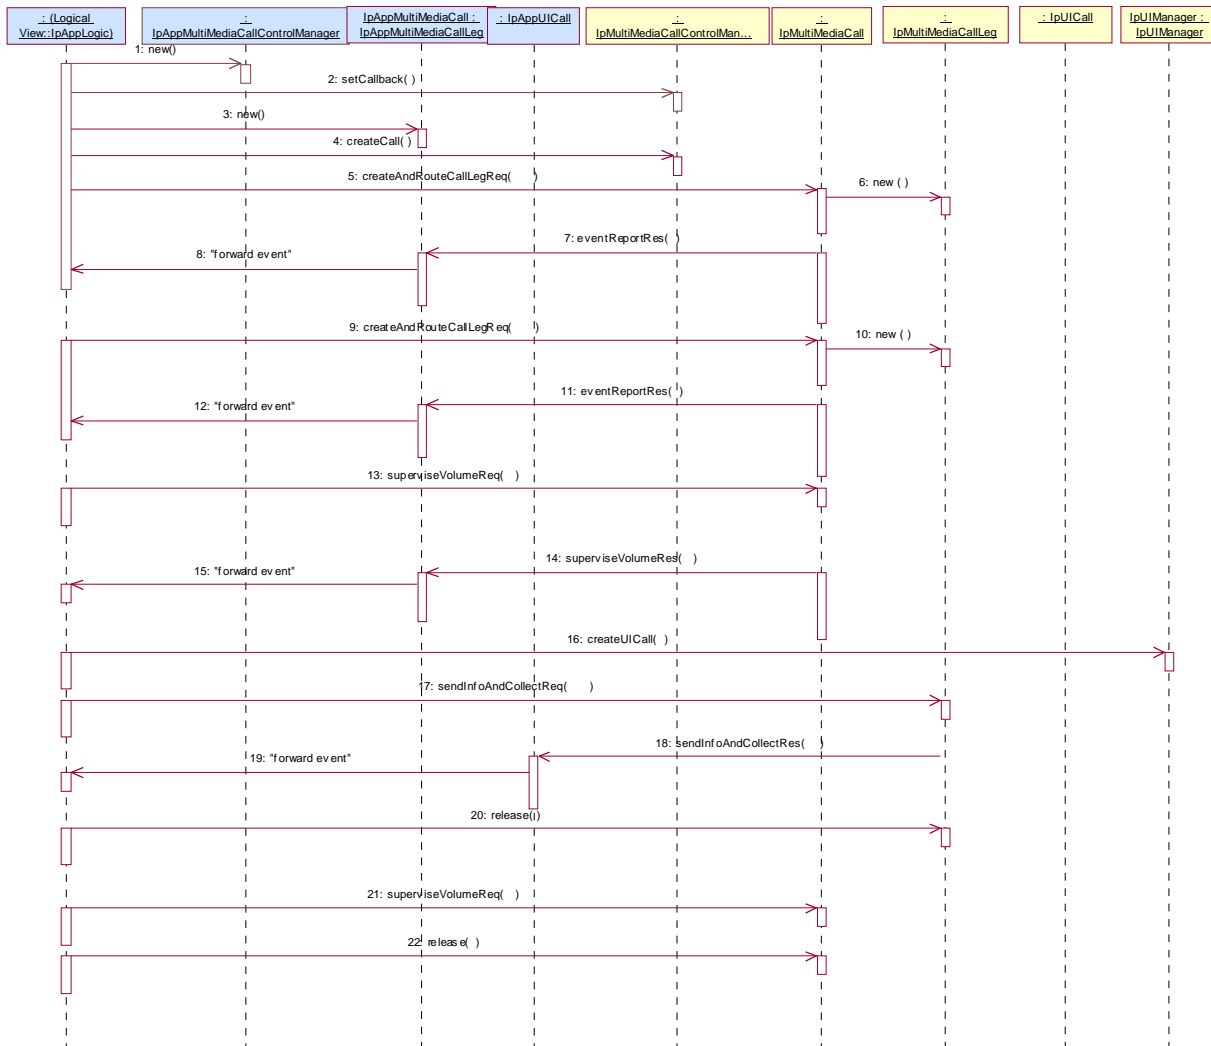 : (Logical
View::IpAppLogic)
:
IpAppMultiMediaCallControlManager
IpAppMultiMediaCall :
IpAppMultiMediaCallLeg
: IpAppUICall
:
IpMultiMediaCallControlMan...
:
IpMultiMediaCall
:
IpMultiMediaCallLeg
: IpUICall
IpUIManager :
IpUIManager
1: new()
2: setCallback( )
3: new()
4: createCall( )
5: createAndRouteCallLegReq( )
6: new ( )
7: eventReportRes( )
8: "forward event"
9: createAndRouteCallLegReq( )
10: new ( )
11: eventReportRes( )
12: "forward event"
13: superviseVolumeReq( )
14: superviseVolumeRes( )
15: "forward event"
16: createUICall( )
17: sendInfoAndCollectReq( )
18: sendInfoAndCollectRes( )
19: "forward event"
20: release( )
21: superviseVolumeReq( )
22: release( )